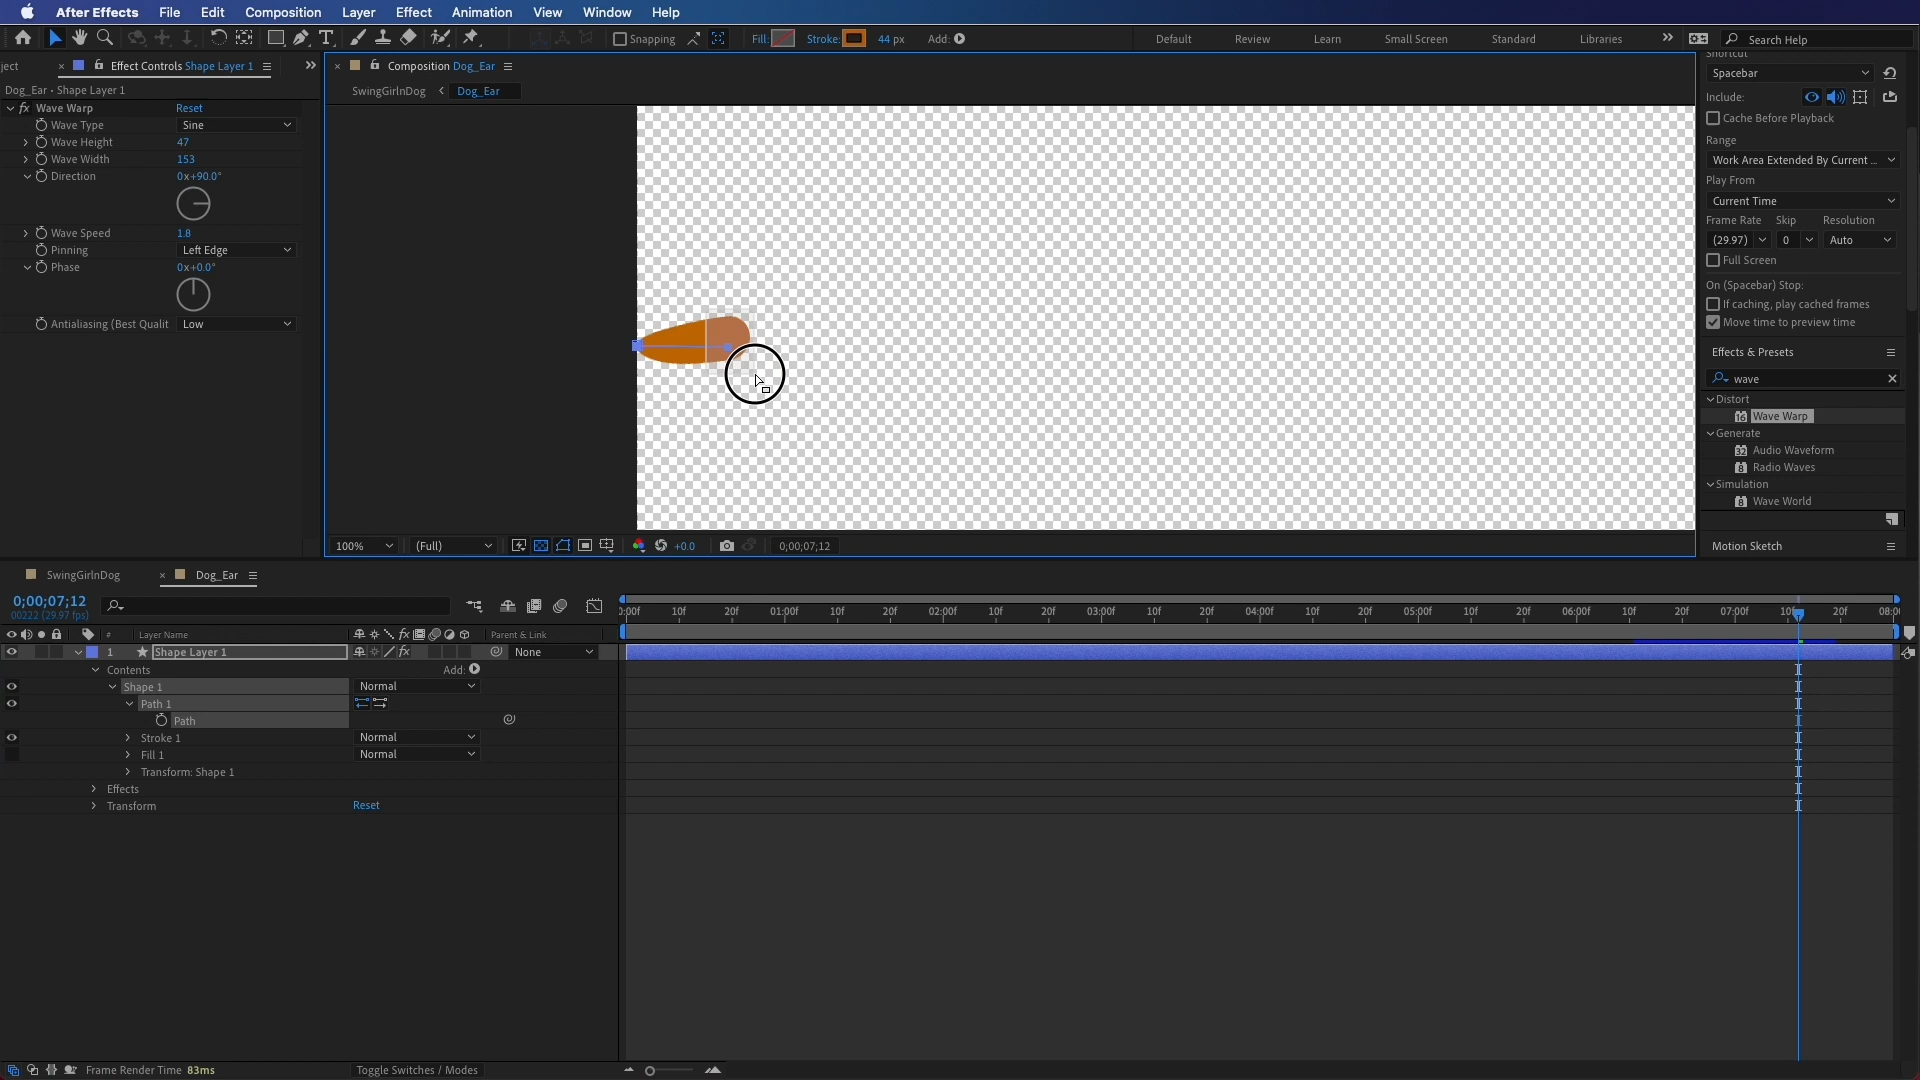 After Effects File Edit Composition Layer Effect Animation View Window Help
Snapping Fill: Stroke: 44 px Add: Default Review Learn Small Screen Standard Libraries Search Help
ject × Effect Controls Shape Layer 1
Dog_Ear • Shape Layer 1
fx Wave Warp Reset
Wave Type Sine
Wave Height 47
Wave Width 153
Direction 0x+90.0°
Wave Speed 1.8
Pinning Left Edge
Phase 0x+0.0°
Antialiasing (Best Qualit Low
× Composition Dog_Ear
SwingGirlnDog Dog_Ear
100% (Full) +0.0 0;00;07;12
Shortcut
Spacebar
Include:
Cache Before Playback
Range
Work Area Extended By Current ...
Play From
Current Time
Frame Rate Skip Resolution
(29.97) 0 Auto
Full Screen
On (Spacebar) Stop:
If caching, play cached frames
Move time to preview time
Effects & Presets
wave
Distort
Wave Warp
Generate
Audio Waveform
Radio Waves
Simulation
Wave World
Motion Sketch
SwingGirlnDog × Dog_Ear
0;00;07;12
00222 (29.97 fps)
):00f 10f 20f 01:00f 10f 20f 02:00f 10f 20f 03:00f 10f 20f 04:00f 10f 20f 05:00f 10f 20f 06:00f 10f 20f 07:00f 10f 20f 08:0
# Layer Name fx Parent & Link
1 Shape Layer 1 fx None
Contents Add:
Shape 1 Normal
Path 1
Path
Stroke 1 Normal
Fill 1 Normal
Transform: Shape 1
Effects
Transform Reset
Frame Render Time 83ms Toggle Switches / Modes